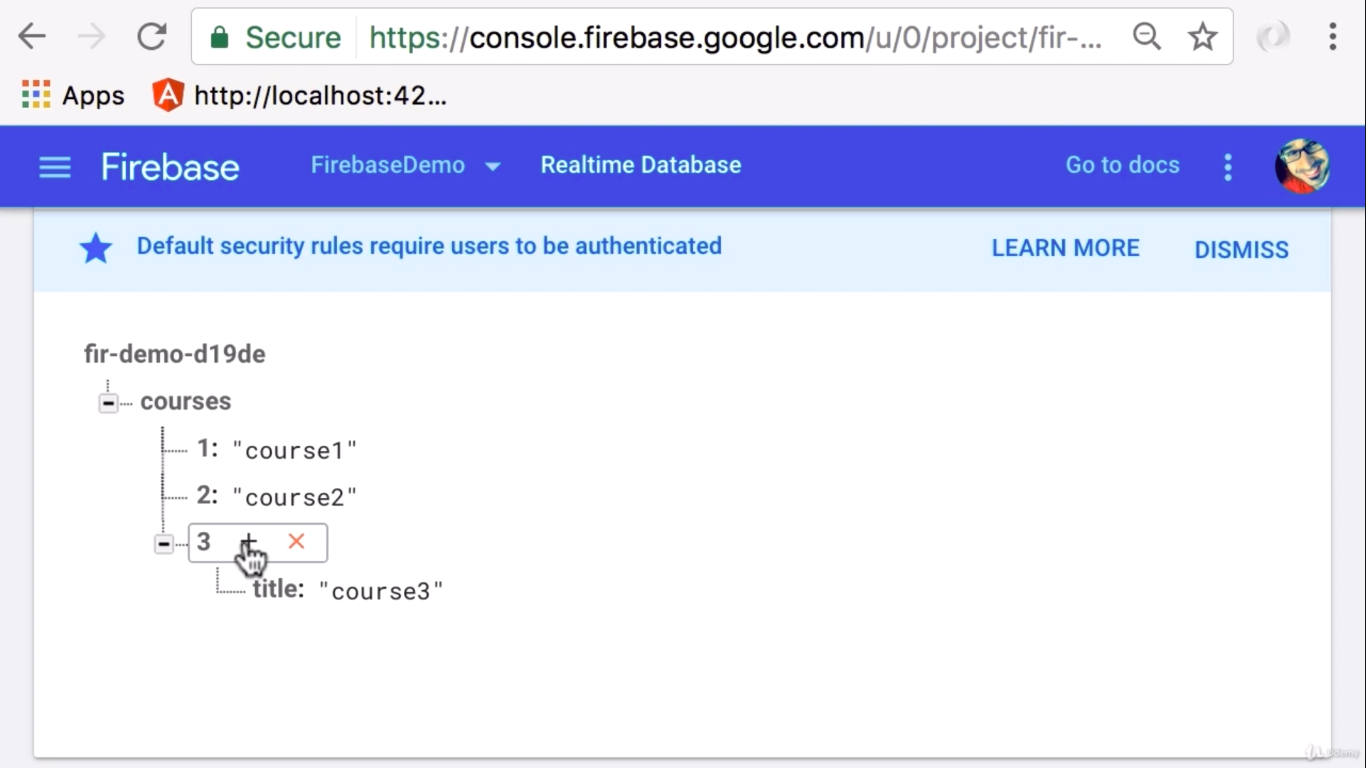 Secure https://console.firebase.google.com/u/0/project/fir-...
Apps http://localhost:42...
Firebase FirebaseDemo Realtime Database Go to docs
Default security rules require users to be authenticated LEARN MORE DISMISS
fir-demo-d19de
courses
1: "course1"
2: "course2"
3
title: "course3"
Udemy